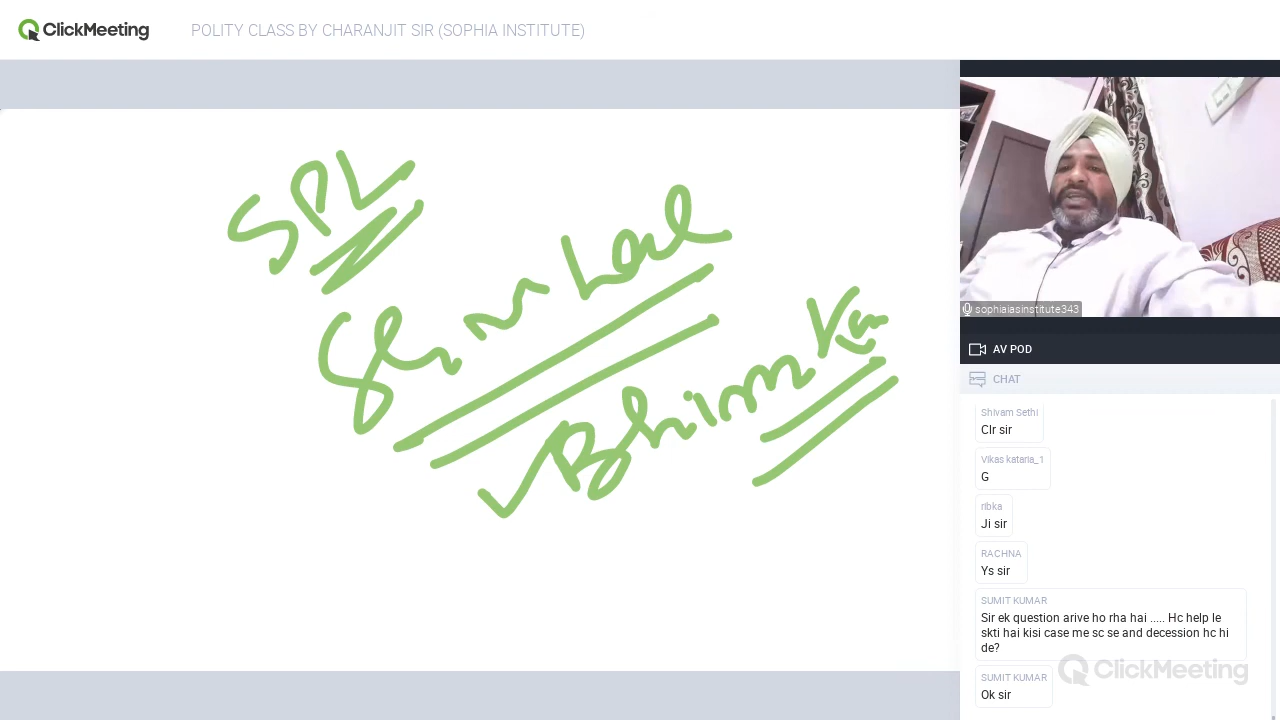 ClickMeeting
POLITY CLASS BY CHARANJIT SIR (SOPHIA INSTITUTE)
SPL
Lal
Bhim
sophiaiasinstitute343
AV POD
CHAT
Shivam Sethi
Clr sir
Vikas kataria_1
G
ribka
Ji sir
RACHNA
Ys sir
SUMIT KUMAR
Sir ek question arive ho rha hai ..... Hc help le
skti hai kisi case me sc se and decession hc hi
de?
SUMIT KUMAR
Ok sir
ClickMeeting